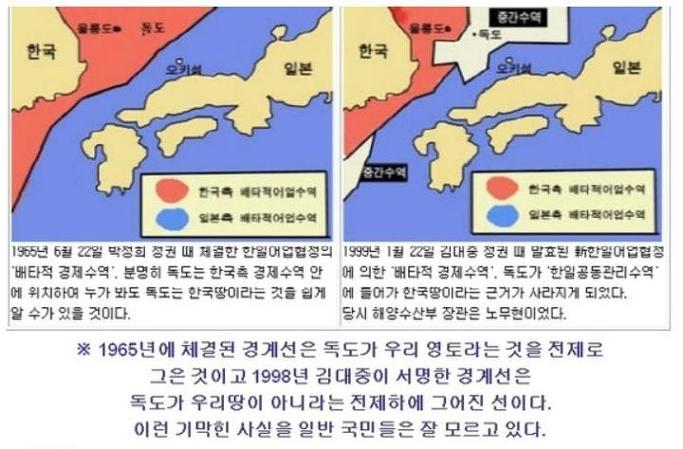 한국
울릉도
독도
오키섬
일본
한국측 배타적어업수역
일본측 배타적어업수역
중간수역
한국
울릉도
독도
오키섬
일본
중간수역
한국측 배타적어업수역
일본측 배타적어업수역
1965년 6월 22일 박정희 정권 때 체결한 한일어업협정의
'배타적 경제수역'. 분명히 독도는 한국측 경제수역 안
에 위치하여 누가 봐도 독도는 한국땅이라는 것을 쉽게
알 수가 있을 것이다.
1999년 1월 22일 김대중 정권 때 발효된 新한일어업협정
에 의한 '배타적 경제수역', 독도가 '한일공동관리수역'
에 들어가 한국땅이라는 근거가 사라지게 되었다.
당시 해양수산부 장관은 노무현이었다.
※ 1965년에 체결된 경계선은 독도가 우리 영토라는 것을 전제로
그은 것이고 1998년 김대중이 서명한 경계선은
독도가 우리땅이 아니라는 전제하에 그어진 선이다.
이런 기막힌 사실을 일반 국민들은 잘 모르고 있다.